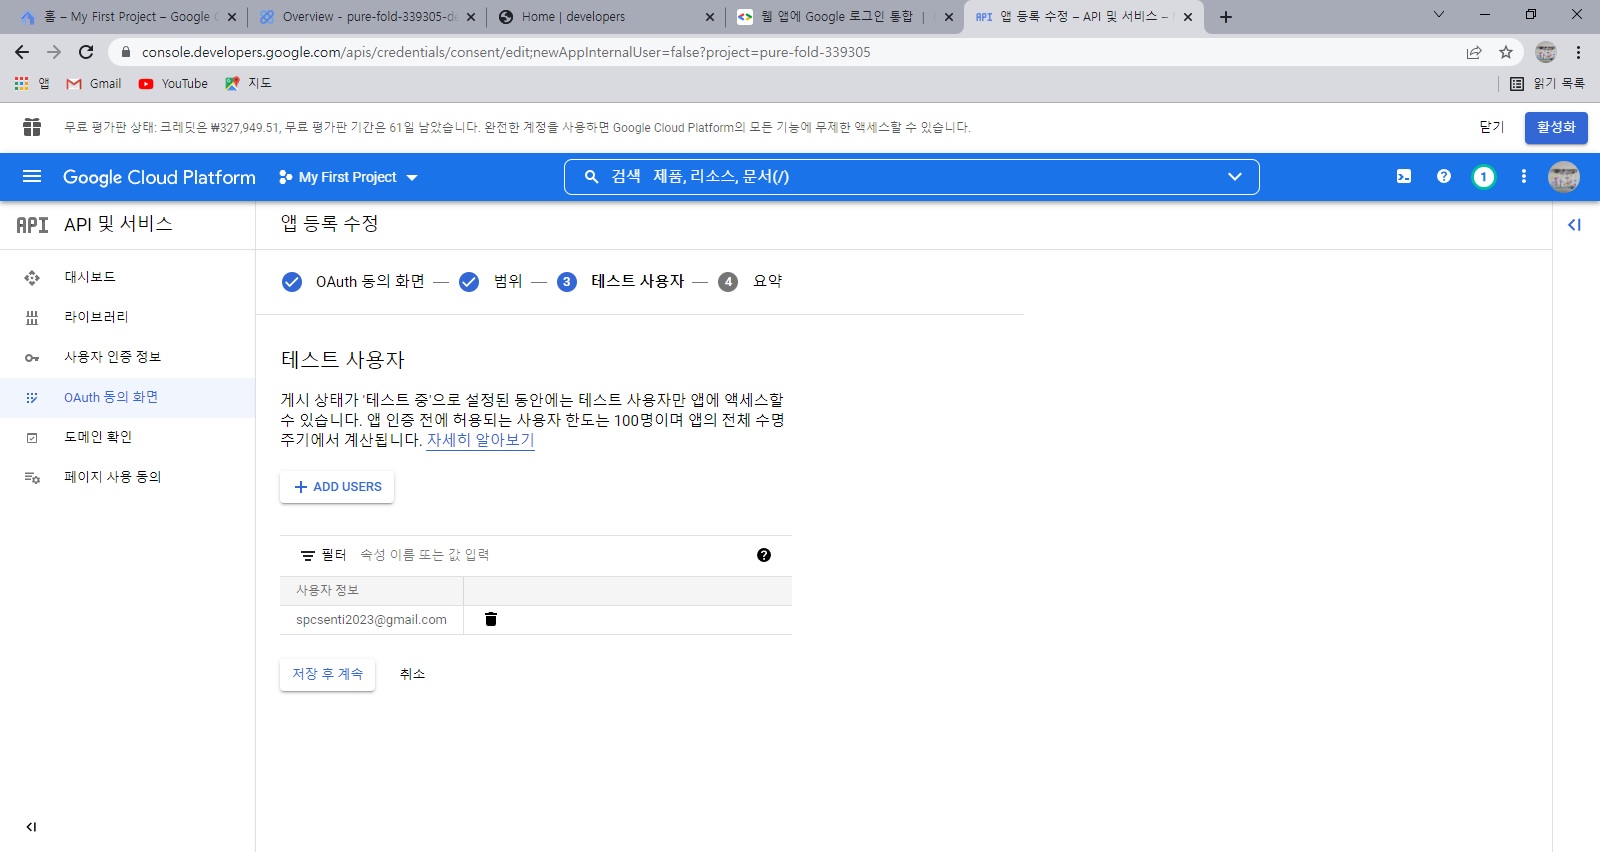 홈 – My First Project – Google C
Overview - pure-fold-339305-de
Home | developers
웹 앱에 Google 로그인 통합 |
API 앱 등록 수정 – API 및 서비스 –
console.developers.google.com/apis/credentials/consent/edit;newAppInternalUser=false?project=pure-fold-339305
앱 Gmail YouTube 지도 읽기 목록
무료 평가판 상태: 크레딧은 ₩327,949.51, 무료 평가판 기간은 61일 남았습니다. 완전한 계정을 사용하면 Google Cloud Platform의 모든 기능에 무제한 액세스할 수 있습니다. 닫기 활성화
Google Cloud Platform My First Project 검색 제품, 리소스, 문서(/) 1
API API 및 서비스
앱 등록 수정
대시보드
라이브러리
사용자 인증 정보
OAuth 동의 화면
도메인 확인
페이지 사용 동의
OAuth 동의 화면 — 범위 — 3 테스트 사용자 — 4 요약
테스트 사용자
게시 상태가 '테스트 중'으로 설정된 동안에는 테스트 사용자만 앱에 액세스할
수 있습니다. 앱 인증 전에 허용되는 사용자 한도는 100명이며 앱의 전체 수명
주기에서 계산됩니다. 자세히 알아보기
+ ADD USERS
필터 속성 이름 또는 값 입력
사용자 정보
spcsenti2023@gmail.com
저장 후 계속 취소